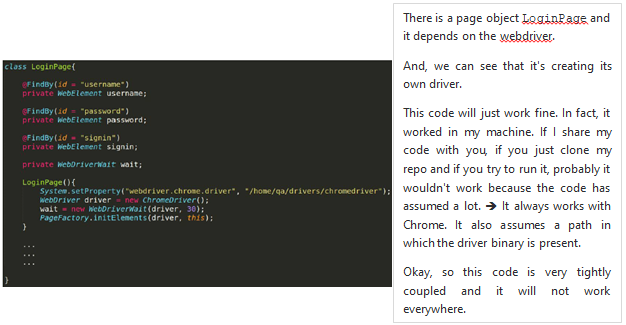 class LoginPage{
@FindBy(id = "username")
private WebElement username;
@FindBy(id = "password")
private WebElement password;
@FindBy(id = "signin")
private WebElement signin;
private WebDriverWait wait;
LoginPage(){
System.setProperty("webdriver.chrome.driver", "/home/qa/drivers/chromedriver");
WebDriver driver = new ChromeDriver();
wait = new WebDriverWait(driver, 30);
PageFactory.initElements(driver, this);
}
...
...
...
}
There is a page object LoginPage and
it depends on the webdriver.
And, we can see that it's creating its
own driver.
This code will just work fine. In fact, it
worked in my machine. If I share my
code with you, if you just clone my
repo and if you try to run it, probably it
wouldn't work because the code has
assumed a lot. ➔ It always works with
Chrome. It also assumes a path in
which the driver binary is present.
Okay, so this code is very tightly
coupled and it will not work
everywhere.